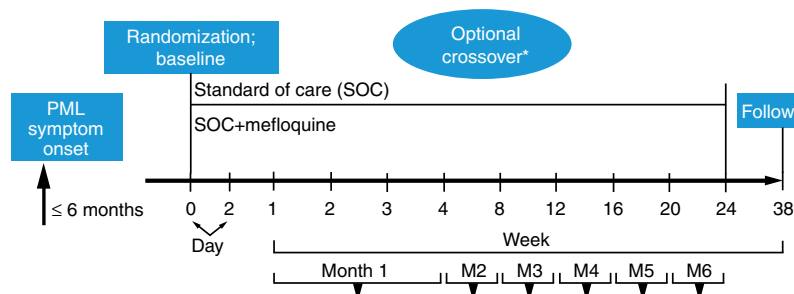 Randomization;
baseline
Optional
crossover*
Standard of care (SOC)
SOC+mefloquine
PML
symptom
onset
Follow
≤ 6 months
0 2 1 2 3 4 8 12 16 20 24 38
Day
Week
Month 1 M2 M3 M4 M5 M6